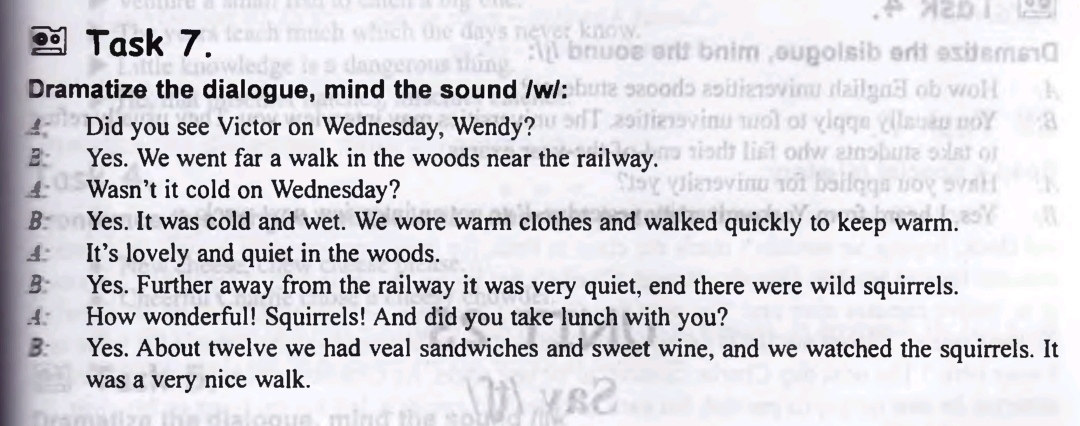 Task 7.
Dramatize the dialogue, mind the sound /w/:
A: Did you see Victor on Wednesday, Wendy?
B: Yes. We went far a walk in the woods near the railway.
A: Wasn't it cold on Wednesday?
B: Yes. It was cold and wet. We wore warm clothes and walked quickly to keep warm.
A: It's lovely and quiet in the woods.
B: Yes. Further away from the railway it was very quiet, end there were wild squirrels.
A: How wonderful! Squirrels! And did you take lunch with you?
B: Yes. About twelve we had veal sandwiches and sweet wine, and we watched the squirrels. It
was a very nice walk.